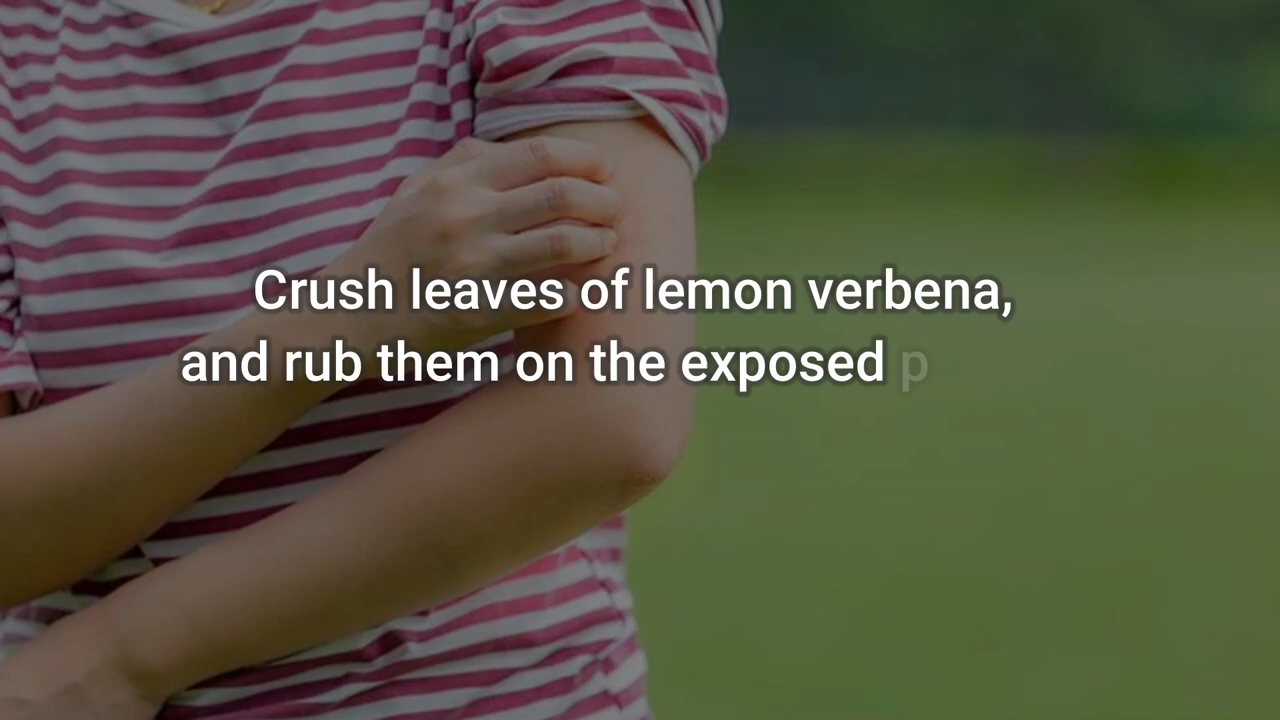 Crush leaves of lemon verbena,
and rub them on the exposed p